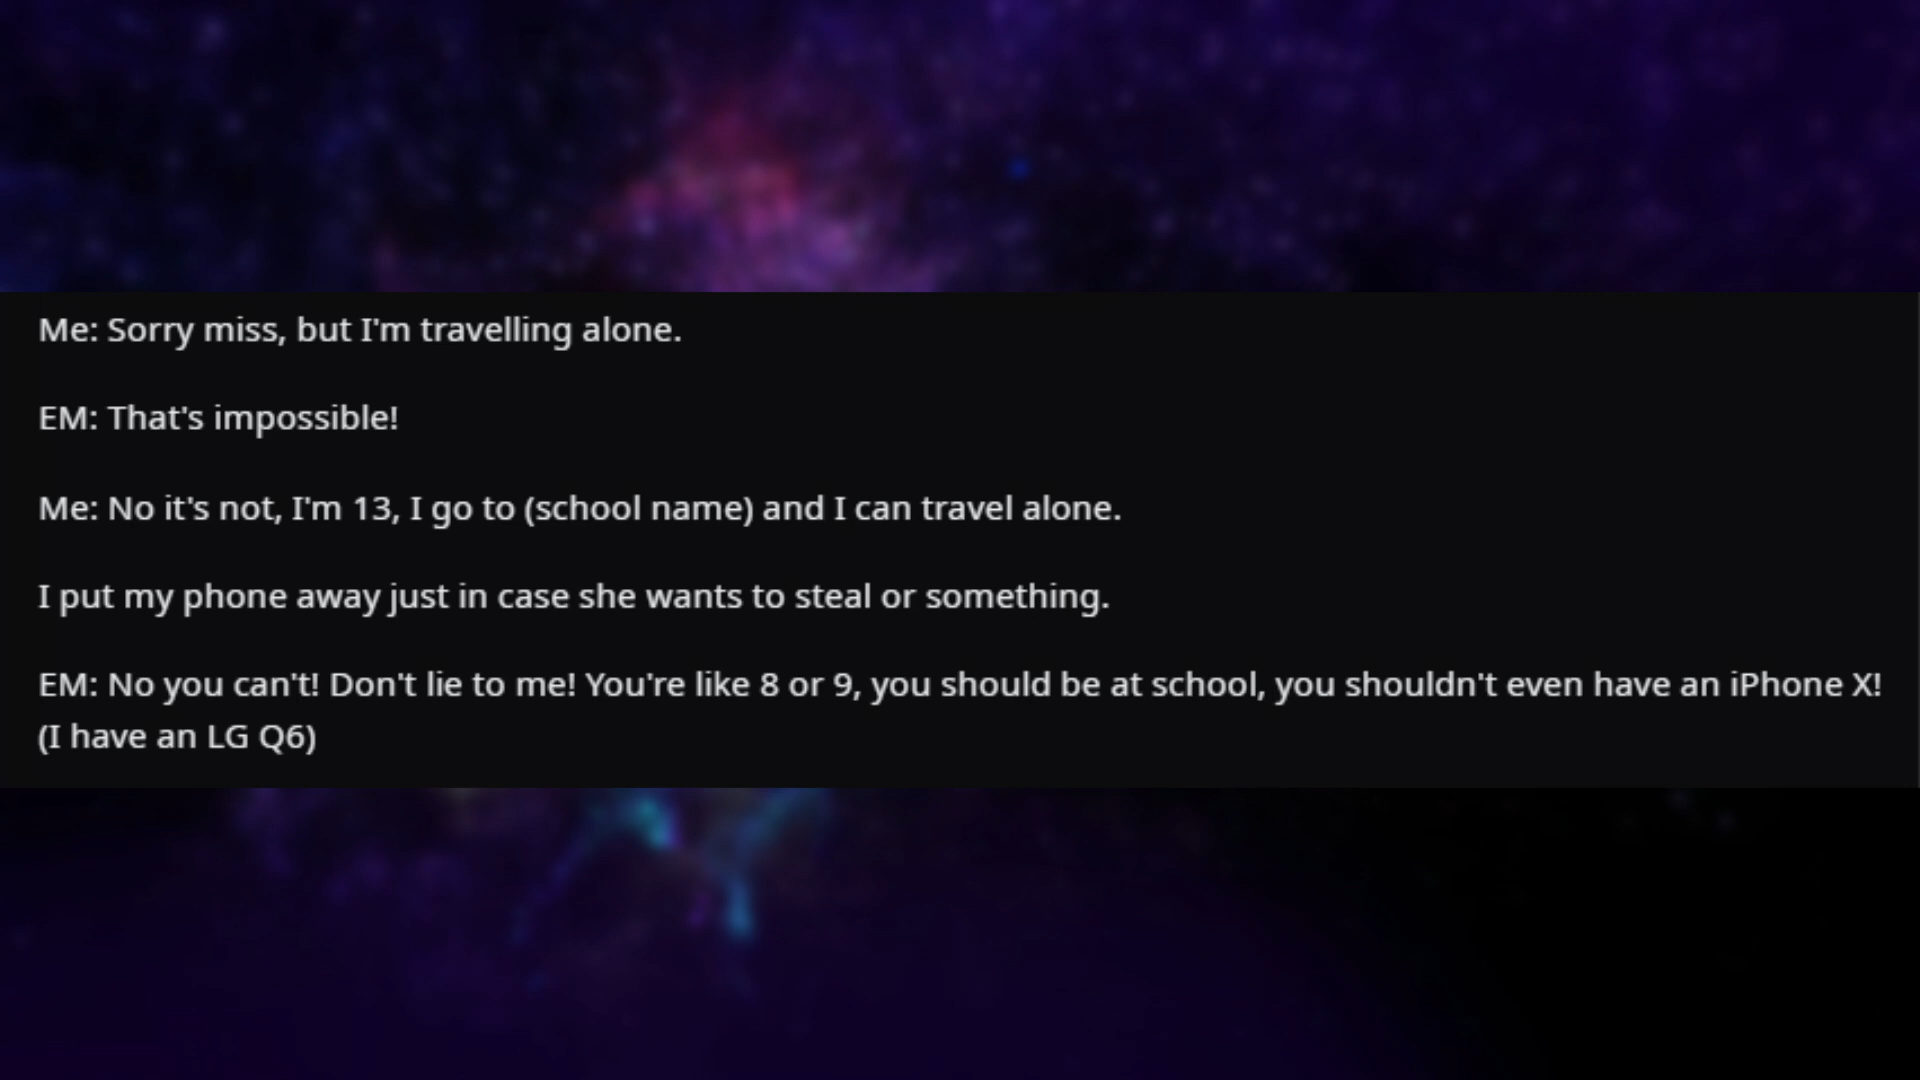 Me: Sorry miss, but I'm travelling alone.
EM: That's impossible!
Me: No it's not, I'm 13, I go to (school name) and I can travel alone.
I put my phone away just in case she wants to steal or something.
EM: No you can't! Don't lie to me! You're like 8 or 9, you should be at school, you shouldn't even have an iPhone X!
(I have an LG Q6)